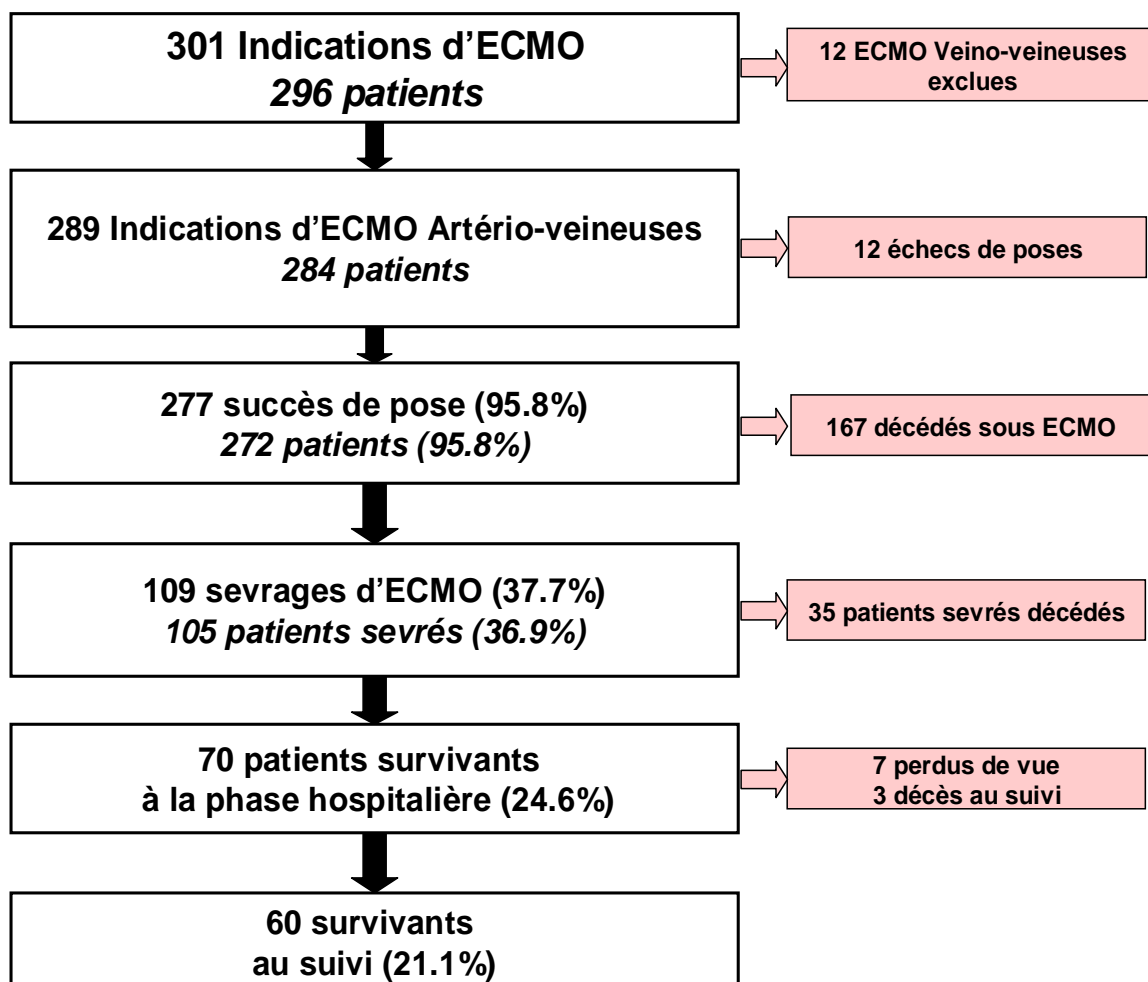 301 Indications d'ECMO
296 patients
12 ECMO Veino-veineuses
exclues
289 Indications d'ECMO Artério-veineuses
284 patients
12 échecs de poses
277 succès de pose (95.8%)
272 patients (95.8%)
167 décédés sous ECMO
109 sevrages d'ECMO (37.7%)
105 patients sevrés (36.9%)
35 patients sevrés décédés
70 patients survivants
à la phase hospitalière (24.6%)
7 perdus de vue
3 décès au suivi
60 survivants
au suivi (21.1%)